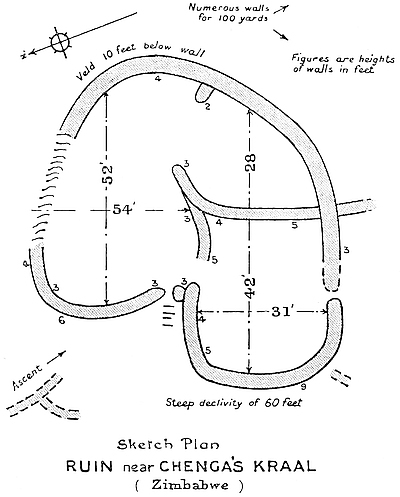 Numerous walls
for 100 yards
Figures are heights
of walls in feet
N
Veld 10 feet below wall
4
2
52'
28
3
54'
3
4
5
3
5
4
3
6
3
3
4
42'
31'
5
9
Ascent
Steep declivity of 60 feet
Sketch Plan
RUIN near CHENGA'S KRAAL
( Zimbabwe )